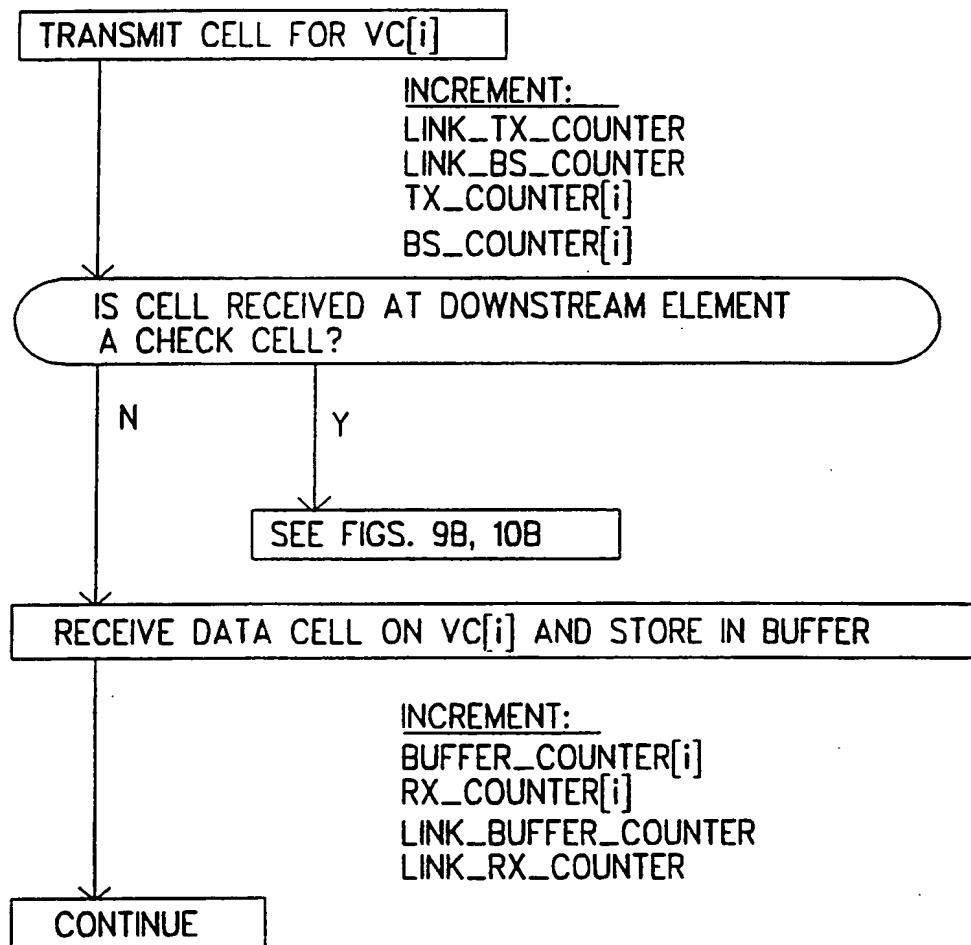 TRANSMIT CELL FOR VC[i]
INCREMENT:
LINK_TX_COUNTER
LINK_BS_COUNTER
TX_COUNTER[i]
BS_COUNTER[i]
IS CELL RECEIVED AT DOWNSTREAM ELEMENT
A CHECK CELL?
N
Y
SEE FIGS. 9B, 10B
RECEIVE DATA CELL ON VC[i] AND STORE IN BUFFER
INCREMENT:
BUFFER_COUNTER[i]
RX_COUNTER[i]
LINK_BUFFER_COUNTER
LINK_RX_COUNTER
CONTINUE